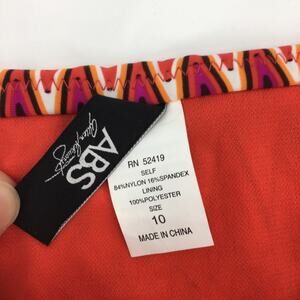 ABS
RN 52419
SELF
84%NYLON 16%SPANDEX
LINING
100%POLYESTER
SIZE
10
MADE IN CHINA